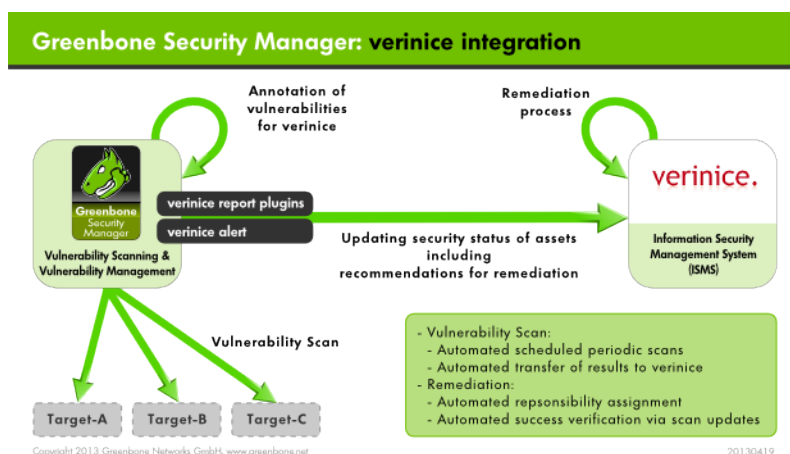 Greenbone Security Manager: verinice integration
Annotation of
vulnerabilities
for verinice
Remediation
process
Greenbone
Security
Manager
verinice report plugins
verinice alert
verinice.
Vulnerability Scanning &
Vulnerability Management
Updating security status of assets
including
recommendations for remediation
Information Security
Management System
(ISMS)
Vulnerability Scan
- Vulnerability Scan:
- Automated scheduled periodic scans
- Automated transfer of results to verinice
- Remediation:
- Automated repsonsibility assignment
- Automated success verification via scan updates
Target-A
Target-B
Target-C
Copyright 2013 Greenbone Networks GmbH, www.greenbone.net
20130419